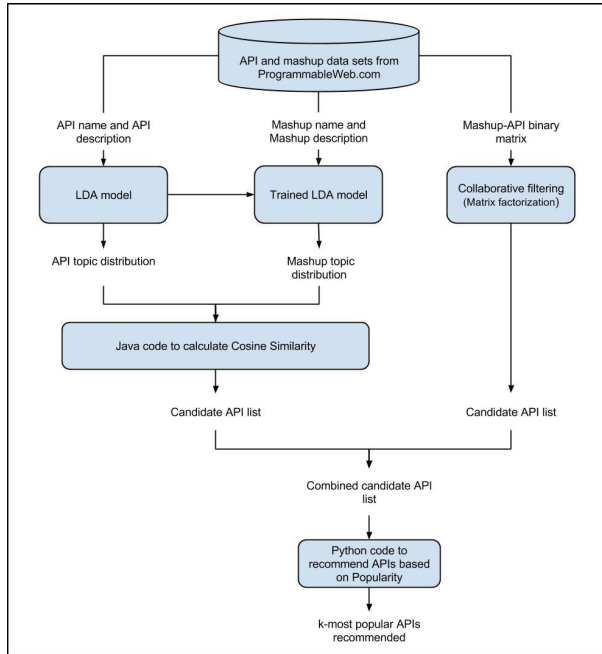 API and mashup data sets from
ProgrammableWeb.com
API name and API
description
Mashup name and
Mashup description
Mashup-API binary
matrix
LDA model
Trained LDA model
Collaborative filtering
(Matrix factorization)
API topic distribution
Mashup topic
distribution
Java code to calculate Cosine Similarity
Candidate API list
Candidate API list
Combined candidate API
list
Python code to
recommend APIs based
on Popularity
k-most popular APIs
recommended